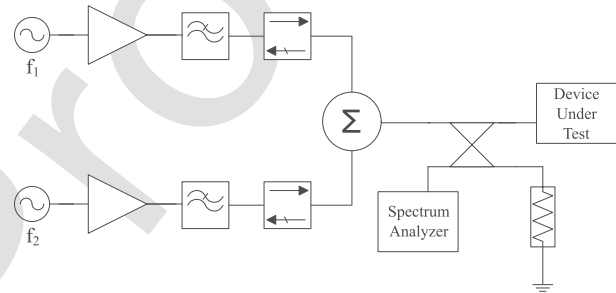 f₁
Σ
Device
Under
Test
f₂
Spectrum
Analyzer